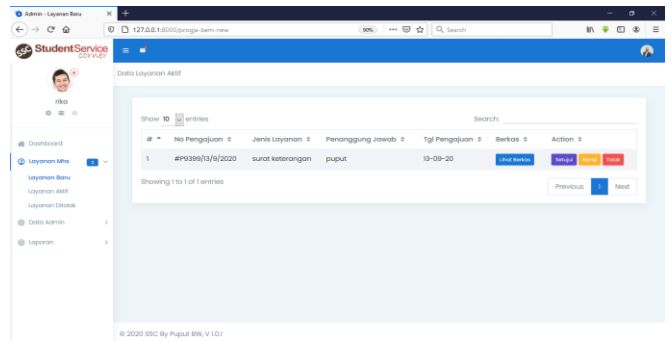 Admin - Layanan Baru
127.0.0.1:8000/progja-bem-new
90%
Search
StudentService
corner
SSC
rika
Dashboard
Layanan Mhs
Layanan Baru
Layanan Aktif
Layanan Ditolak
Data Admin
Laporan
Data Layanan Aktif
Show 10 entries
Search:
# No Pengajuan Jenis Layanan Penanggung Jawab Tgl Pengajuan Berkas Action
1 #P9399/13/9/2020 surat keterangan puput 13-09-20 Lihat Berkas Setujui Revisi Tolak
Showing 1 to 1 of 1 entries
Previous 1 Next
© 2020 SSC By Puput BW, V 1.0.1